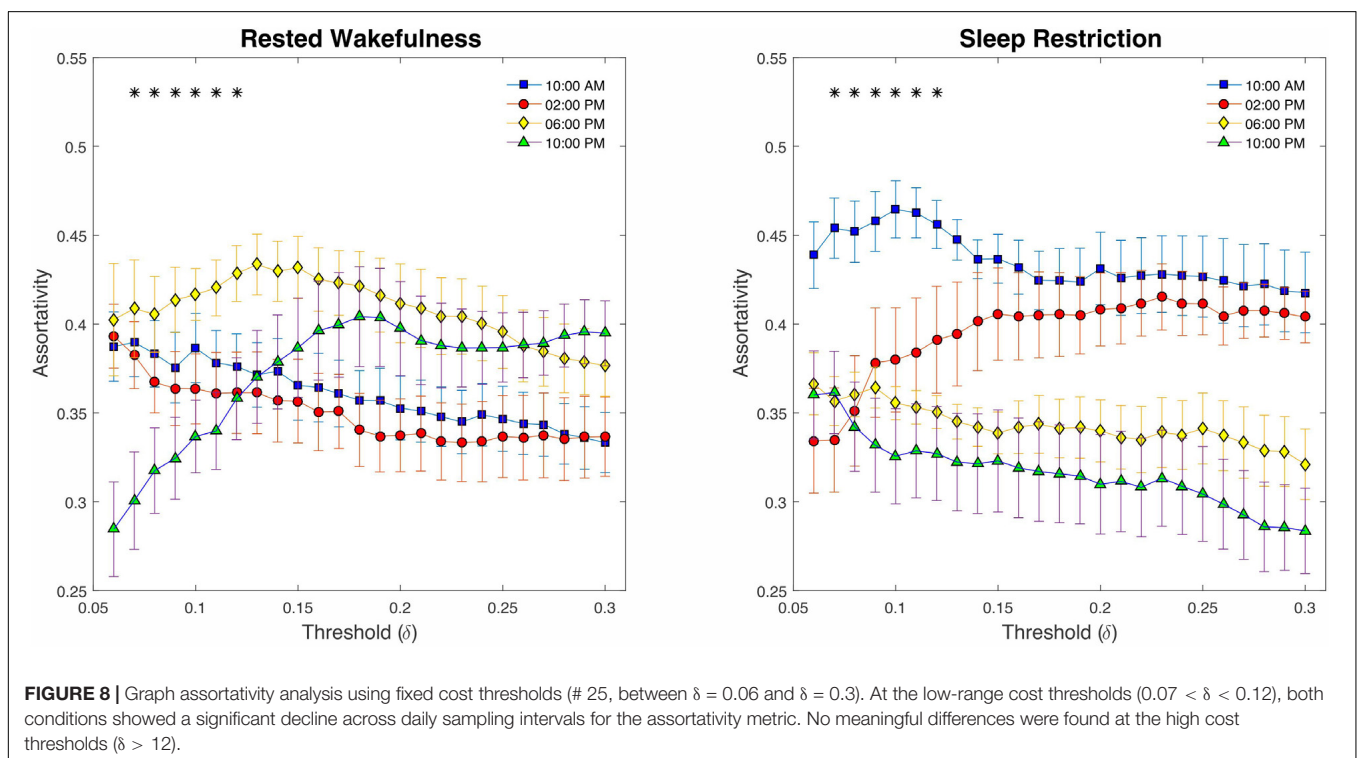 Rested Wakefulness
0.55
0.5
0.45
0.4
0.35
0.3
0.25
Assortativity
* * * * * *
10:00 AM
02:00 PM
06:00 PM
10:00 PM
0.05 0.1 0.15 0.2 0.25 0.3
Threshold (δ)
Sleep Restriction
0.55
0.5
0.45
0.4
0.35
0.3
0.25
Assortativity
* * * * * *
10:00 AM
02:00 PM
06:00 PM
10:00 PM
0.05 0.1 0.15 0.2 0.25 0.3
Threshold (δ)
FIGURE 8 | Graph assortativity analysis using fixed cost thresholds (# 25, between δ = 0.06 and δ = 0.3). At the low-range cost thresholds (0.07 < δ < 0.12), both
conditions showed a significant decline across daily sampling intervals for the assortativity metric. No meaningful differences were found at the high cost
thresholds (δ > 12).